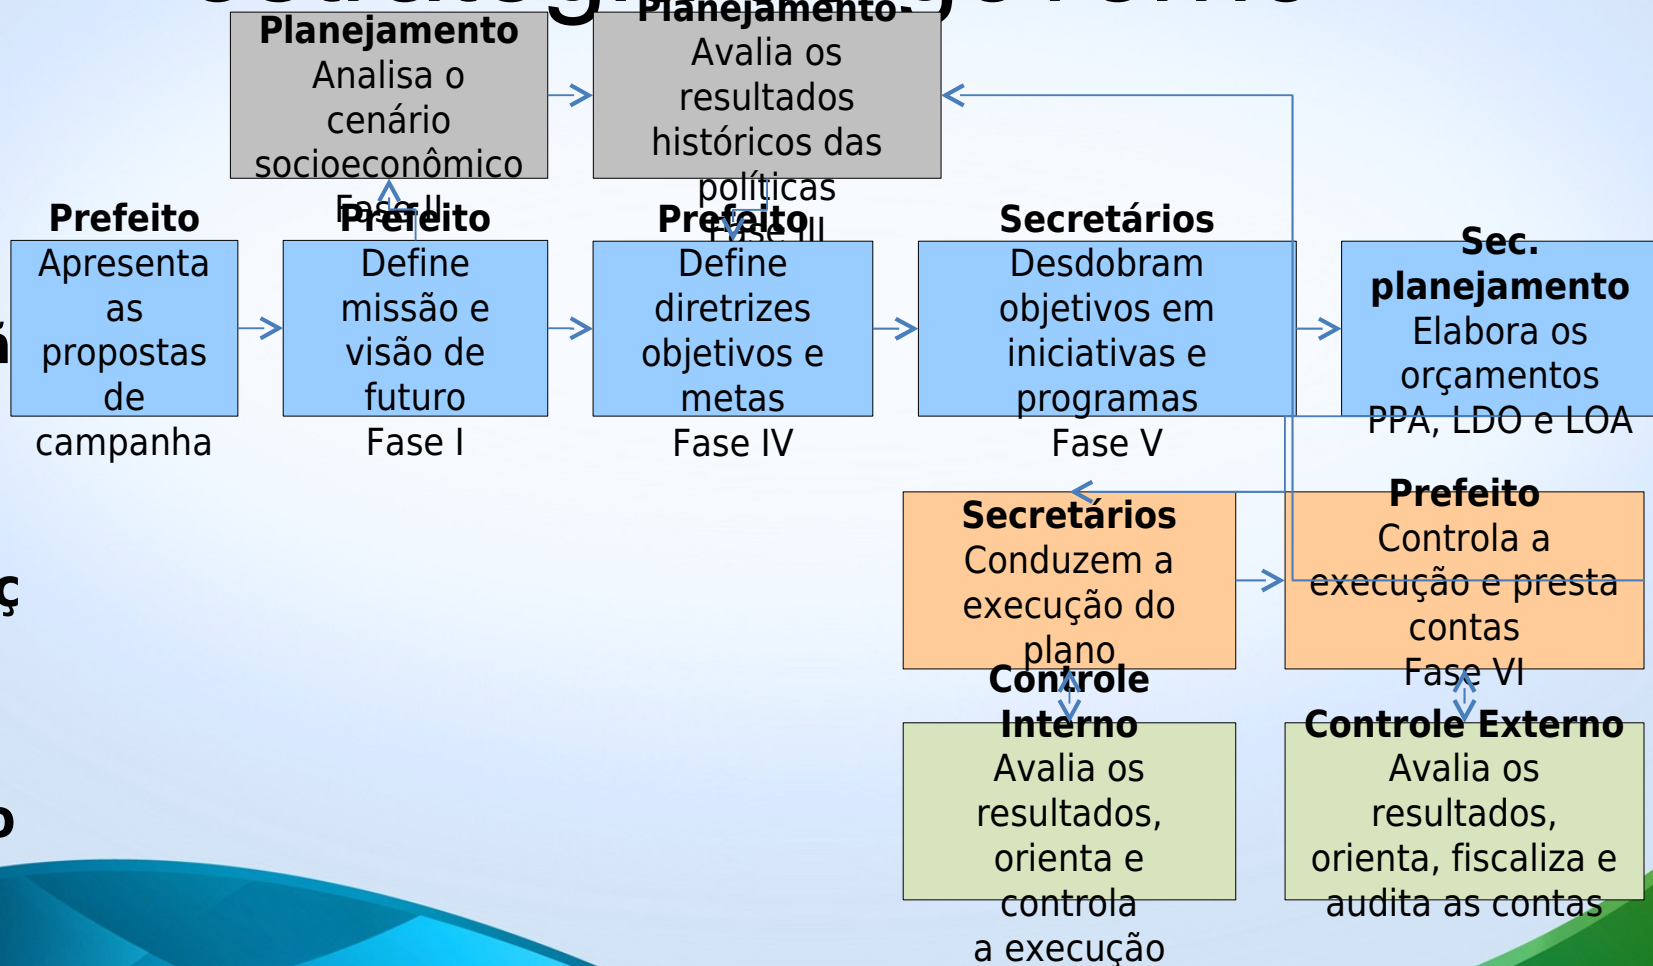 Planejamento
Analisa o
cenário
socioeconômico
Fase II
Planejamento
Avalia os
resultados
históricos das
políticas
Fase III
Prefeito
Apresenta
as
propostas
de
campanha
Prefeito
Define
missão e
visão de
futuro
Fase I
Prefeito
Define
diretrizes
objetivos e
metas
Fase IV
Secretários
Desdobram
objetivos em
iniciativas e
programas
Fase V
Sec.
planejamento
Elabora os
orçamentos
PPA, LDO e LOA
Secretários
Conduzem a
execução do
plano
Prefeito
Controla a
execução e presta
contas
Fase VI
Controle
Interno
Avalia os
resultados,
orienta e
controla
a execução
Controle Externo
Avalia os
resultados,
orienta, fiscaliza e
audita as contas